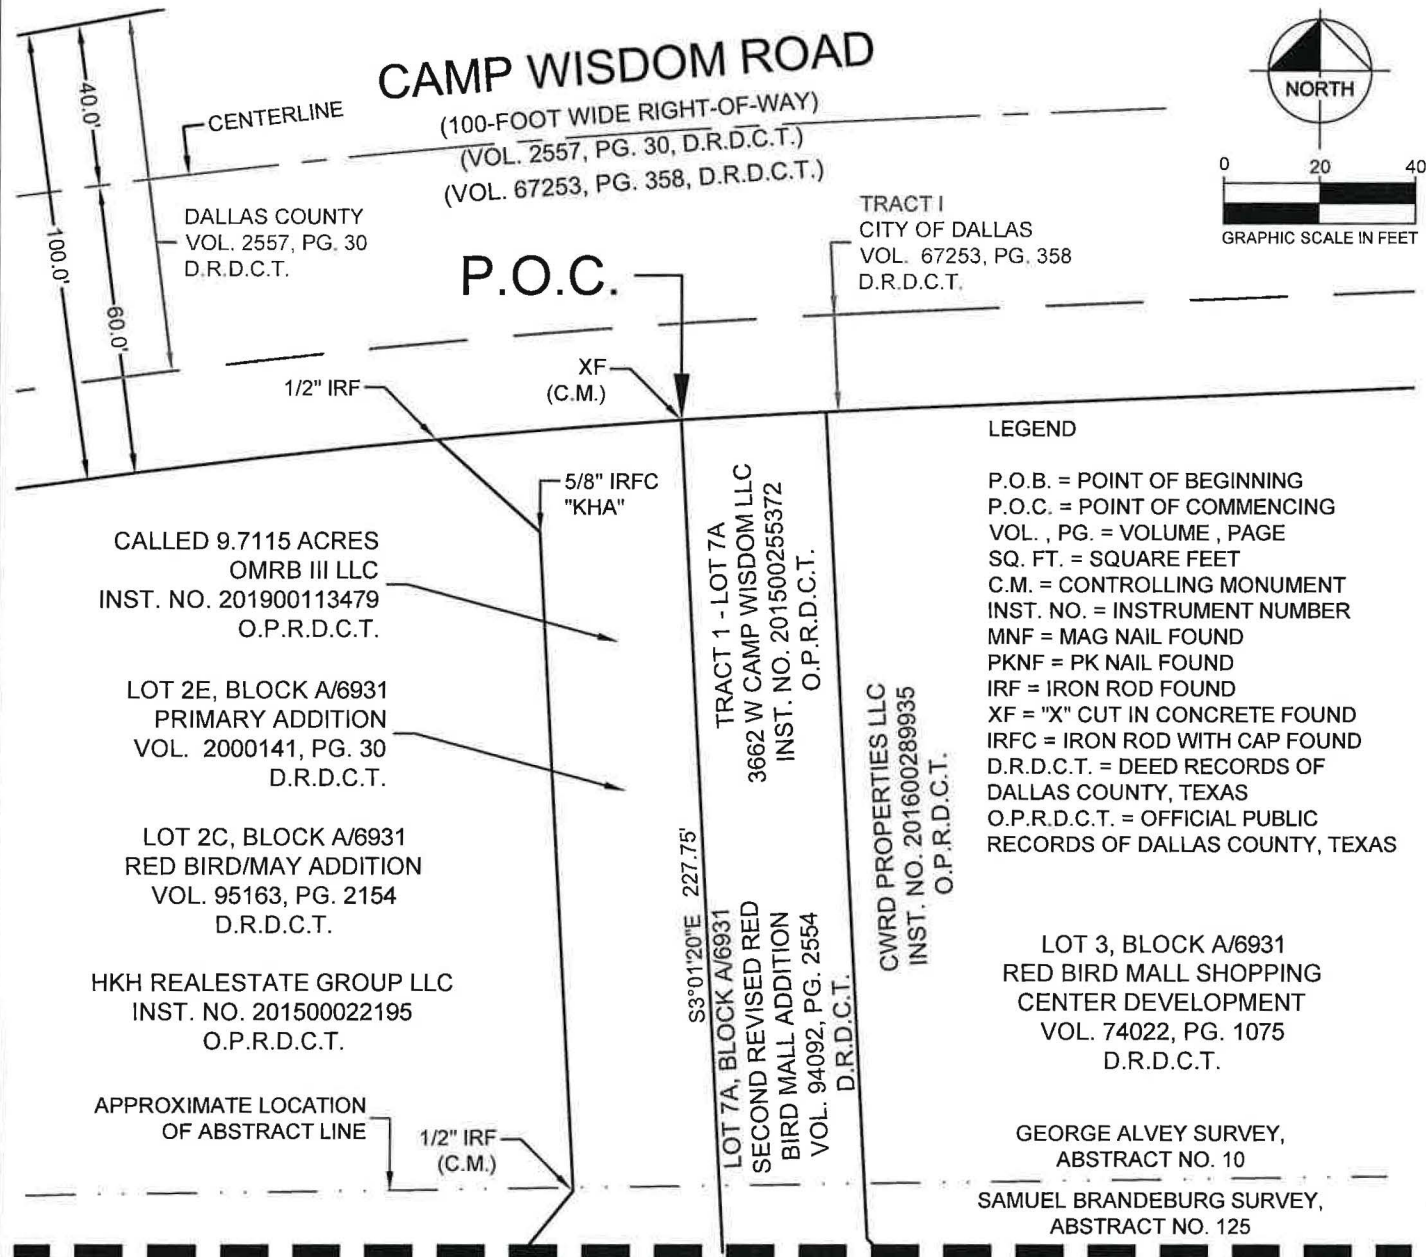 CAMP WISDOM ROAD
(100-FOOT WIDE RIGHT-OF-WAY)
(VOL. 2557, PG. 30, D.R.D.C.T.)
(VOL. 67253, PG. 358, D.R.D.C.T.)
NORTH
0 20 40
GRAPHIC SCALE IN FEET
40.0'
100.0'
60.0'
CENTERLINE
DALLAS COUNTY
VOL. 2557, PG. 30
D.R.D.C.T.
P.O.C.
TRACT I
CITY OF DALLAS
VOL. 67253, PG. 358
D.R.D.C.T.
1/2" IRF
XF
(C.M.)
5/8" IRFC
"KHA"
CALLED 9.7115 ACRES
OMRB III LLC
INST. NO. 201900113479
O.P.R.D.C.T.
LOT 2E, BLOCK A/6931
PRIMARY ADDITION
VOL. 2000141, PG. 30
D.R.D.C.T.
LOT 2C, BLOCK A/6931
RED BIRD/MAY ADDITION
VOL. 95163, PG. 2154
D.R.D.C.T.
HKH REALESTATE GROUP LLC
INST. NO. 201500022195
O.P.R.D.C.T.
APPROXIMATE LOCATION
OF ABSTRACT LINE
1/2" IRF
(C.M.)
S3°01'20"E 227.75'
TRACT 1 - LOT 7A
3662 W CAMP WISDOM LLC
INST. NO. 201500255372
O.P.R.D.C.T.
LOT 7A, BLOCK A/6931
SECOND REVISED RED
BIRD MALL ADDITION
VOL. 94092, PG. 2554
D.R.D.C.T.
CWRD PROPERTIES LLC
INST. NO. 201600289935
O.P.R.D.C.T.
LEGEND
P.O.B. = POINT OF BEGINNING
P.O.C. = POINT OF COMMENCING
VOL. , PG. = VOLUME , PAGE
SQ. FT. = SQUARE FEET
C.M. = CONTROLLING MONUMENT
INST. NO. = INSTRUMENT NUMBER
MNF = MAG NAIL FOUND
PKNF = PK NAIL FOUND
IRF = IRON ROD FOUND
XF = "X" CUT IN CONCRETE FOUND
IRFC = IRON ROD WITH CAP FOUND
D.R.D.C.T. = DEED RECORDS OF
DALLAS COUNTY, TEXAS
O.P.R.D.C.T. = OFFICIAL PUBLIC
RECORDS OF DALLAS COUNTY, TEXAS
LOT 3, BLOCK A/6931
RED BIRD MALL SHOPPING
CENTER DEVELOPMENT
VOL. 74022, PG. 1075
D.R.D.C.T.
GEORGE ALVEY SURVEY,
ABSTRACT NO. 10
SAMUEL BRANDEBURG SURVEY,
ABSTRACT NO. 125